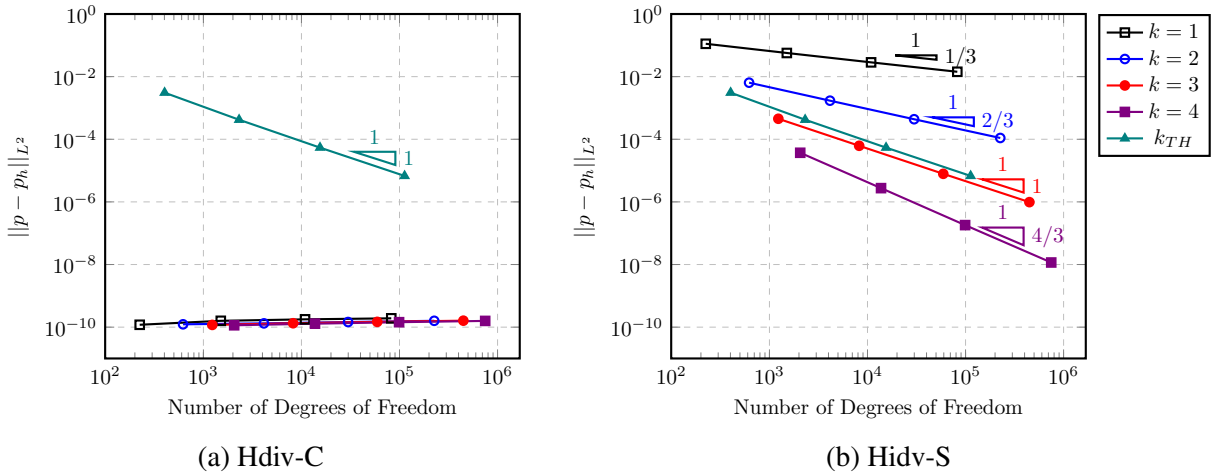 10^0
10^{-2}
10^{-4}
10^{-6}
10^{-8}
10^{-10}
||p − p_h||_{L^2}
1
1
10^2 10^3 10^4 10^5 10^6
Number of Degrees of Freedom
(a) Hdiv-C
10^0
10^{-2}
10^{-4}
10^{-6}
10^{-8}
10^{-10}
||p − p_h||_{L^2}
1
1/3
1
2/3
1
1
1
4/3
10^2 10^3 10^4 10^5 10^6
Number of Degrees of Freedom
(b) Hidv-S
k = 1
k = 2
k = 3
k = 4
k_{TH}